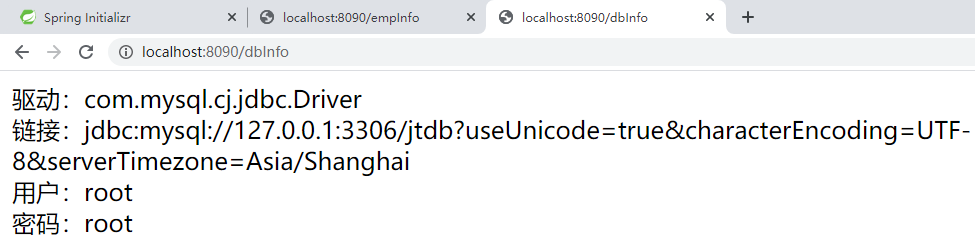 Spring Initializr
localhost:8090/empInfo
localhost:8090/dbInfo
localhost:8090/dbInfo
驱动：com.mysql.cj.jdbc.Driver
链接：jdbc:mysql://127.0.0.1:3306/jtdb?useUnicode=true&characterEncoding=UTF-
8&serverTimezone=Asia/Shanghai
用户：root
密码：root